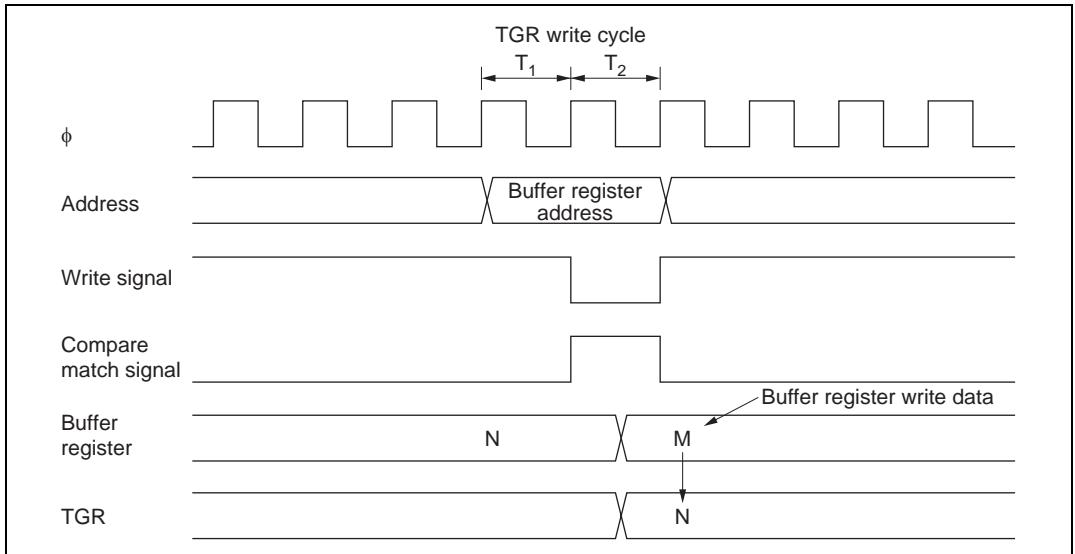 TGR write cycle
T1 T2
ϕ
Address
Buffer register
address
Write signal
Compare
match signal
Buffer register write data
Buffer
register
N M
TGR
N